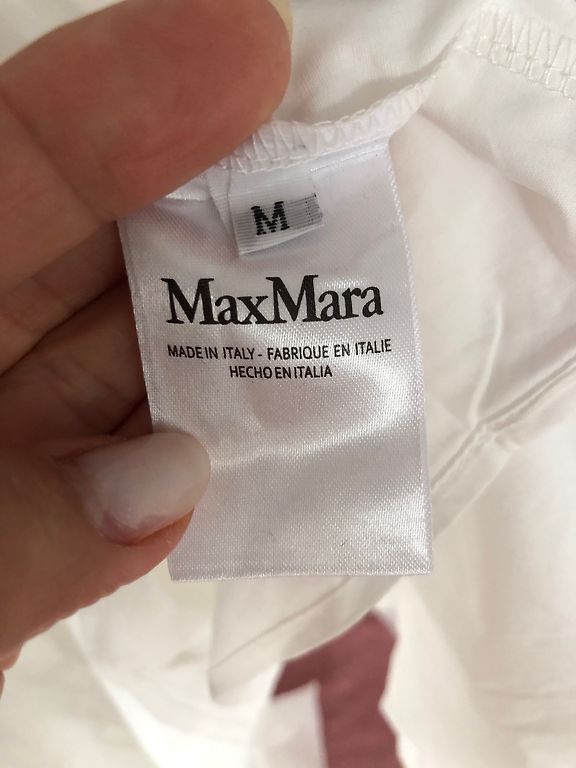 M
MaxMara
MADE IN ITALY - FABRIQUE EN ITALIE
HECHO EN ITALIA